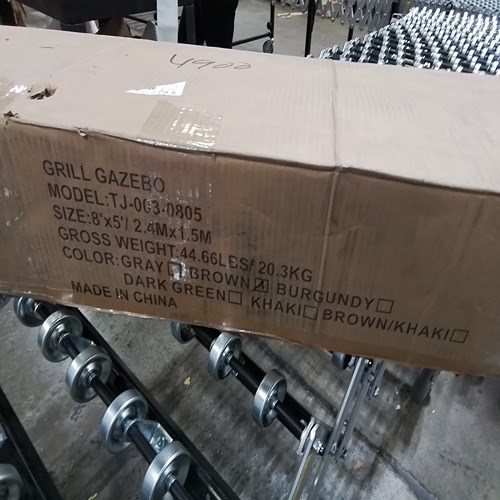 4900
GRILL GAZEBO
MODEL:TJ-063-0805
SIZE:8'x5'/ 2.4Mx1.5M
GROSS WEIGHT:44.66LBS/ 20.3KG
COLOR:GRAY☐ BROWN☑ BURGUNDY☐
DARK GREEN☐ KHAKI☐ BROWN/KHAKI☐
MADE IN CHINA